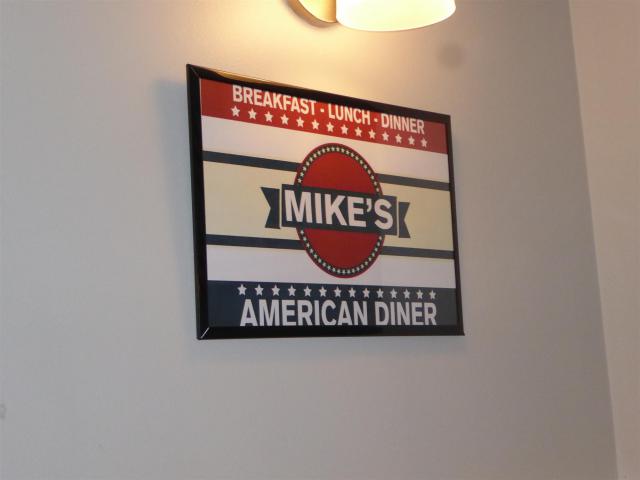 BREAKFAST - LUNCH - DINNER
MIKE'S
AMERICAN DINER